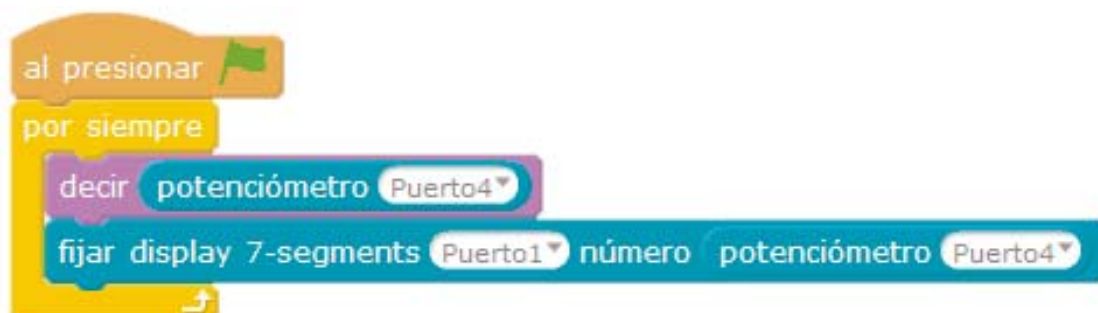 al presionar
por siempre
decir potenciómetro Puerto4
fijar display 7-segments Puerto1 número potenciómetro Puerto4